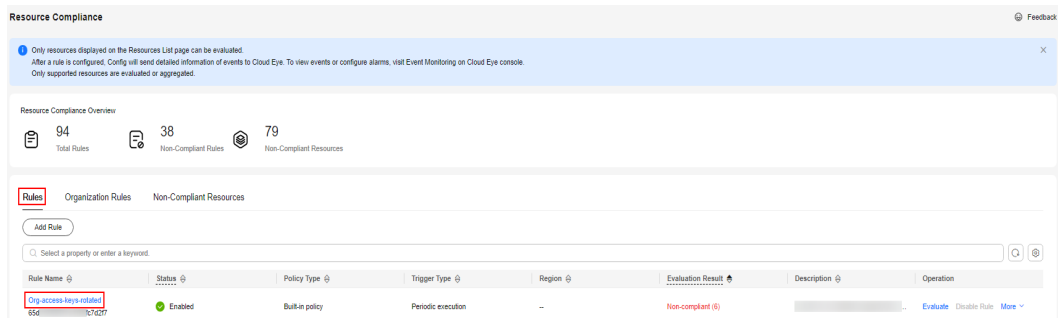 Resource Compliance
Feedback
Only resources displayed on the Resources List page can be evaluated.
After a rule is configured, Config will send detailed information of events to Cloud Eye. To view events or configure alarms, visit Event Monitoring on Cloud Eye console.
Only supported resources are evaluated or aggregated.
Resource Compliance Overview
94 38 79
Total Rules Non-Compliant Rules Non-Compliant Resources
Rules Organization Rules Non-Compliant Resources
Add Rule
Select a property or enter a keyword.
Rule Name Status Policy Type Trigger Type Region Evaluation Result Description Operation
Org-access-keys-rotated Enabled Built-in policy Periodic execution -- Non-compliant (6) ... Evaluate Disable Rule More
65d fc7d2f7